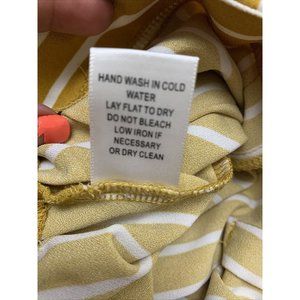 HAND WASH IN COLD
WATER
LAY FLAT TO DRY
DO NOT BLEACH
LOW IRON IF
NECESSARY
OR DRY CLEAN